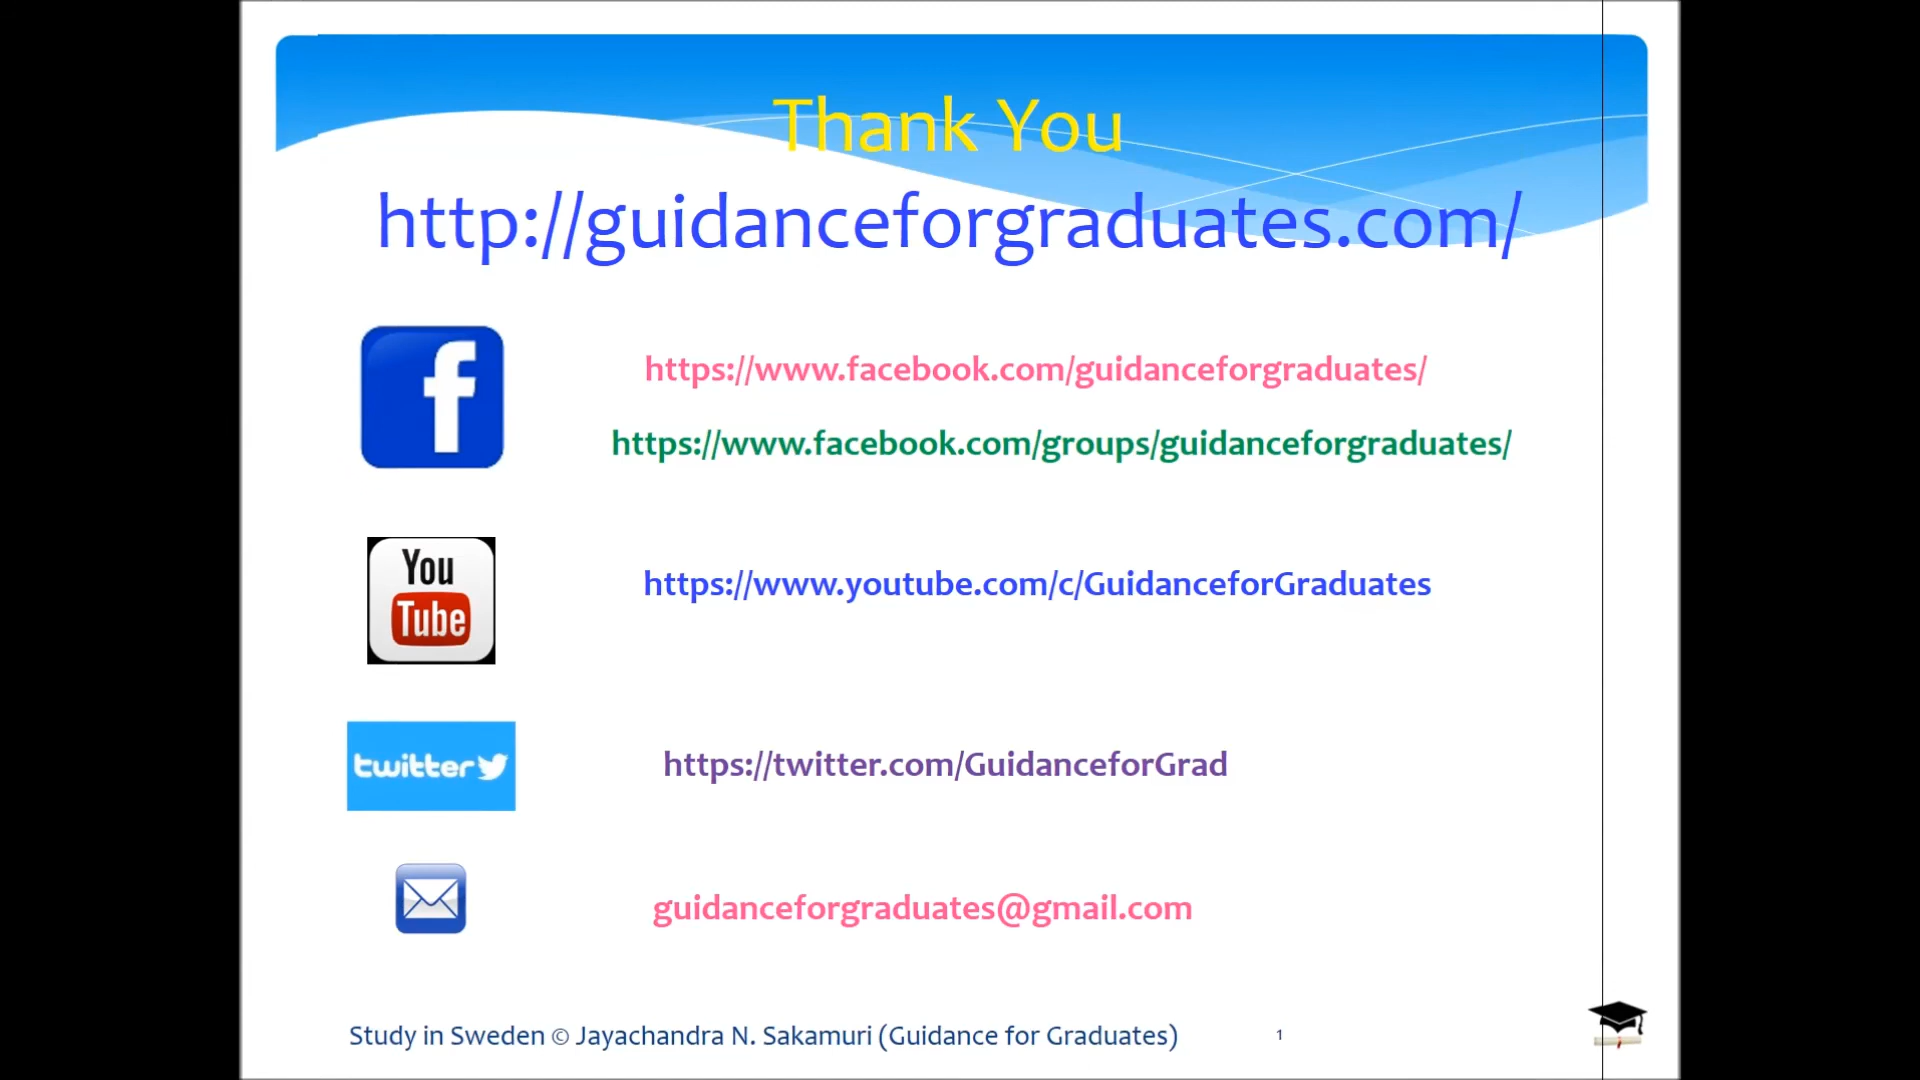 Thank You
http://guidanceforgraduates.com/
f
https://www.facebook.com/guidanceforgraduates/
https://www.facebook.com/groups/guidanceforgraduates/
You
Tube
https://www.youtube.com/c/GuidanceforGraduates
twitter
https://twitter.com/GuidanceforGrad
guidanceforgraduates@gmail.com
Study in Sweden © Jayachandra N. Sakamuri (Guidance for Graduates)
1